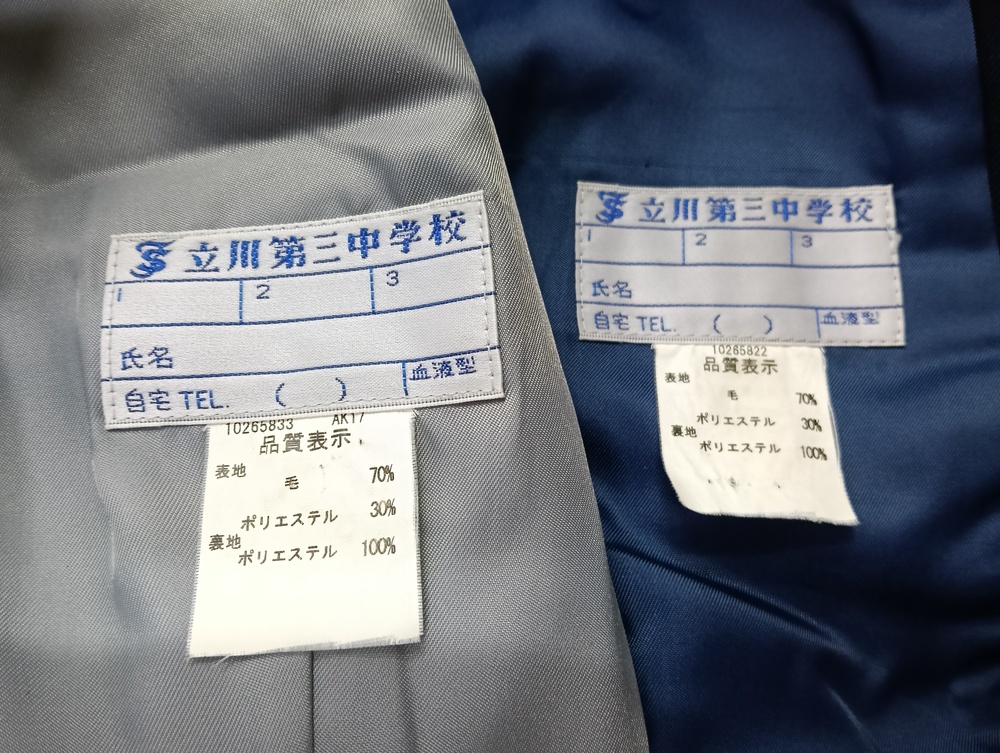 立川第三中学校
1 2 3
氏名
自宅TEL. ( ) 血液型
10265833 AK17
品質表示
表地
毛 70%
ポリエステル 30%
裏地
ポリエステル 100%
立川第三中学校
1 2 3
氏名
自宅TEL. ( ) 血液型
10265822
品質表示
表地
毛 70%
ポリエステル 30%
裏地
ポリエステル 100%